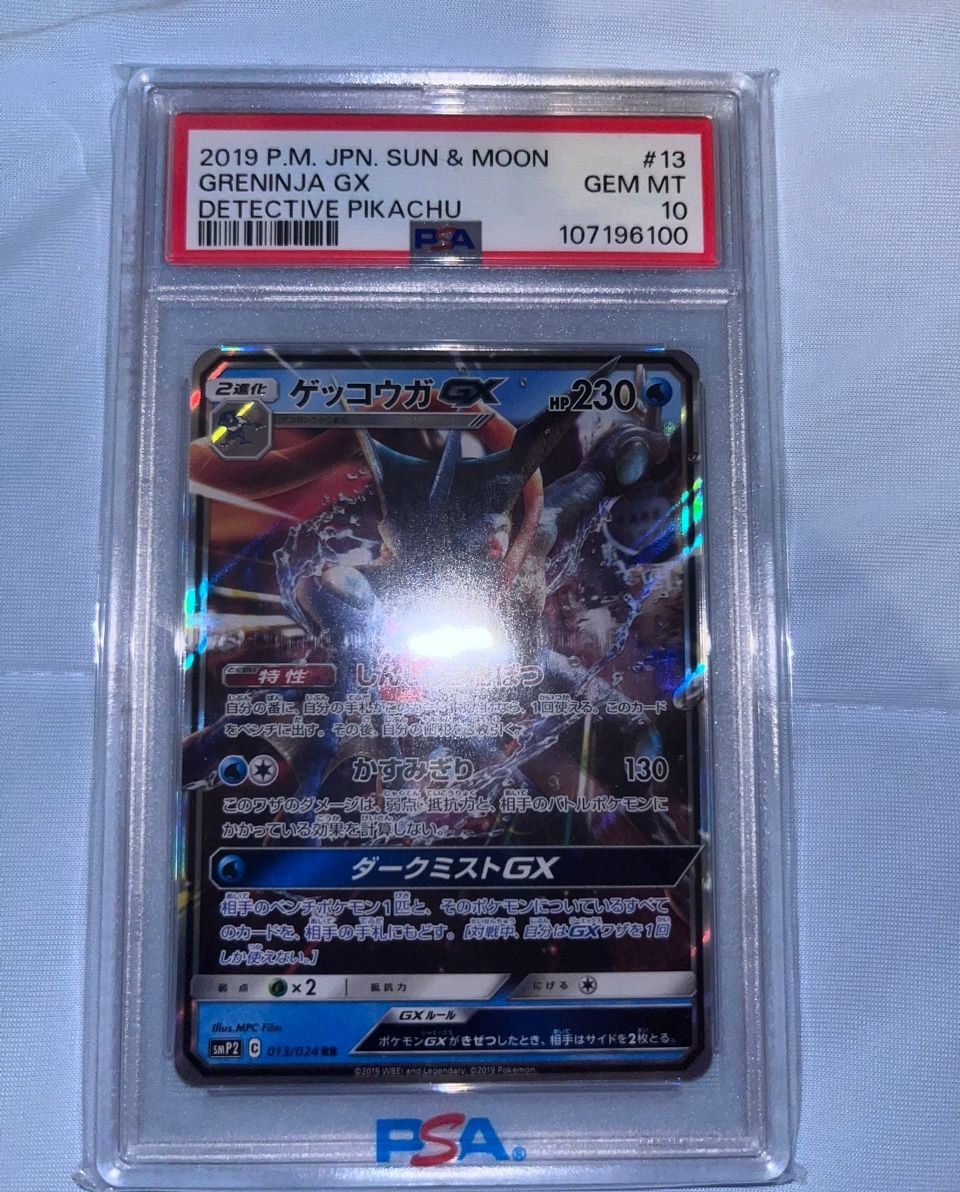 2019 P.M. JPN. SUN & MOON #13
GRENINJA GX GEM MT
DETECTIVE PIKACHU 10
PSA 107196100
2進化 ゲッコウガGX HP230
特性
自分の番に、自分の手札が 1回使える。このカード
をベンチに出す。その後、自分の
かすみぎり 130
このワザのダメージは、弱点・抵抗力と、相手のバトルポケモンに
かかっている効果を計算しない。
ダークミストGX
相手のベンチポケモン1匹と、そのポケモンについているすべて
のカードを、相手の手札にもどす。[対戦中、自分はGXワザを1回
しか使えない。]
弱点 ×2 抵抗力 にげる
Illus.MPC Film GXルール
ポケモンGXがきぜつしたとき、相手はサイドを2枚とる。
SMP2 C 013/024 RR
©2019 WBEI and Legendary. ©2019 Pokémon.
PSA®